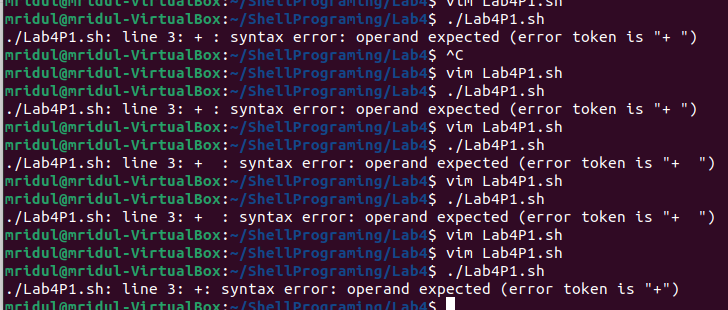 mridul@mridul-VirtualBox:~/ShellPrograming/Lab4$ vim Lab4P1.sh
mridul@mridul-VirtualBox:~/ShellPrograming/Lab4$ ./Lab4P1.sh
./Lab4P1.sh: line 3: + : syntax error: operand expected (error token is "+ ")
mridul@mridul-VirtualBox:~/ShellPrograming/Lab4$ ^C
mridul@mridul-VirtualBox:~/ShellPrograming/Lab4$ vim Lab4P1.sh
mridul@mridul-VirtualBox:~/ShellPrograming/Lab4$ ./Lab4P1.sh
./Lab4P1.sh: line 3: + : syntax error: operand expected (error token is "+ ")
mridul@mridul-VirtualBox:~/ShellPrograming/Lab4$ vim Lab4P1.sh
mridul@mridul-VirtualBox:~/ShellPrograming/Lab4$ ./Lab4P1.sh
./Lab4P1.sh: line 3: +  : syntax error: operand expected (error token is "+  ")
mridul@mridul-VirtualBox:~/ShellPrograming/Lab4$ vim Lab4P1.sh
mridul@mridul-VirtualBox:~/ShellPrograming/Lab4$ ./Lab4P1.sh
./Lab4P1.sh: line 3: +  : syntax error: operand expected (error token is "+  ")
mridul@mridul-VirtualBox:~/ShellPrograming/Lab4$ vim Lab4P1.sh
mridul@mridul-VirtualBox:~/ShellPrograming/Lab4$ vim Lab4P1.sh
mridul@mridul-VirtualBox:~/ShellPrograming/Lab4$ ./Lab4P1.sh
./Lab4P1.sh: line 3: +: syntax error: operand expected (error token is "+")
mridul@mridul-VirtualBox:~/ShellPrograming/Lab4$